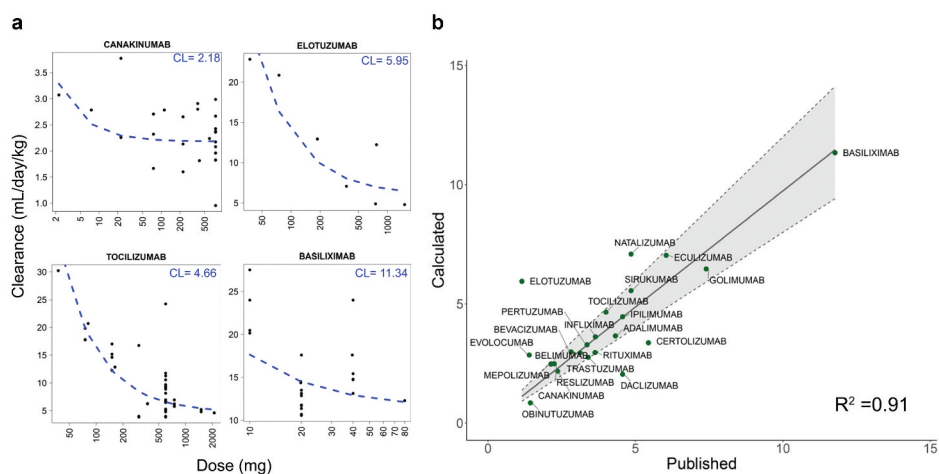 a
b
CANAKINUMAB
CL= 2.18
3.5
3.0
2.5
2.0
1.5
1.0
2 5 10 20 50 100 200 500
ELOTUZUMAB
CL= 5.95
20
15
10
5
50 100 200 500 1000
TOCILIZUMAB
CL= 4.66
30
25
20
15
10
5
50 100 200 500 1000 2000
BASILIXIMAB
CL= 11.34
25
20
15
10
10 20 30 40 50 60 70 80
Clearance (mL/day/kg)
Dose (mg)
15
10
5
0
Calculated
BASILIXIMAB
NATALIZUMAB
ECULIZUMAB
ELOTUZUMAB
SIRUKUMAB
GOLIMUMAB
TOCILIZUMAB
PERTUZUMAB
IPILIMUMAB
INFLIXIMAB
BEVACIZUMAB
ADALIMUMAB
EVOLOCUMAB
CERTOLIZUMAB
BELIMUMAB
RITUXIMAB
TRASTUZUMAB
MEPOLIZUMAB
RESLIZUMAB
DACLIZUMAB
CANAKINUMAB
OBINUTUZUMAB
R² =0.91
0 5 10 15
Published